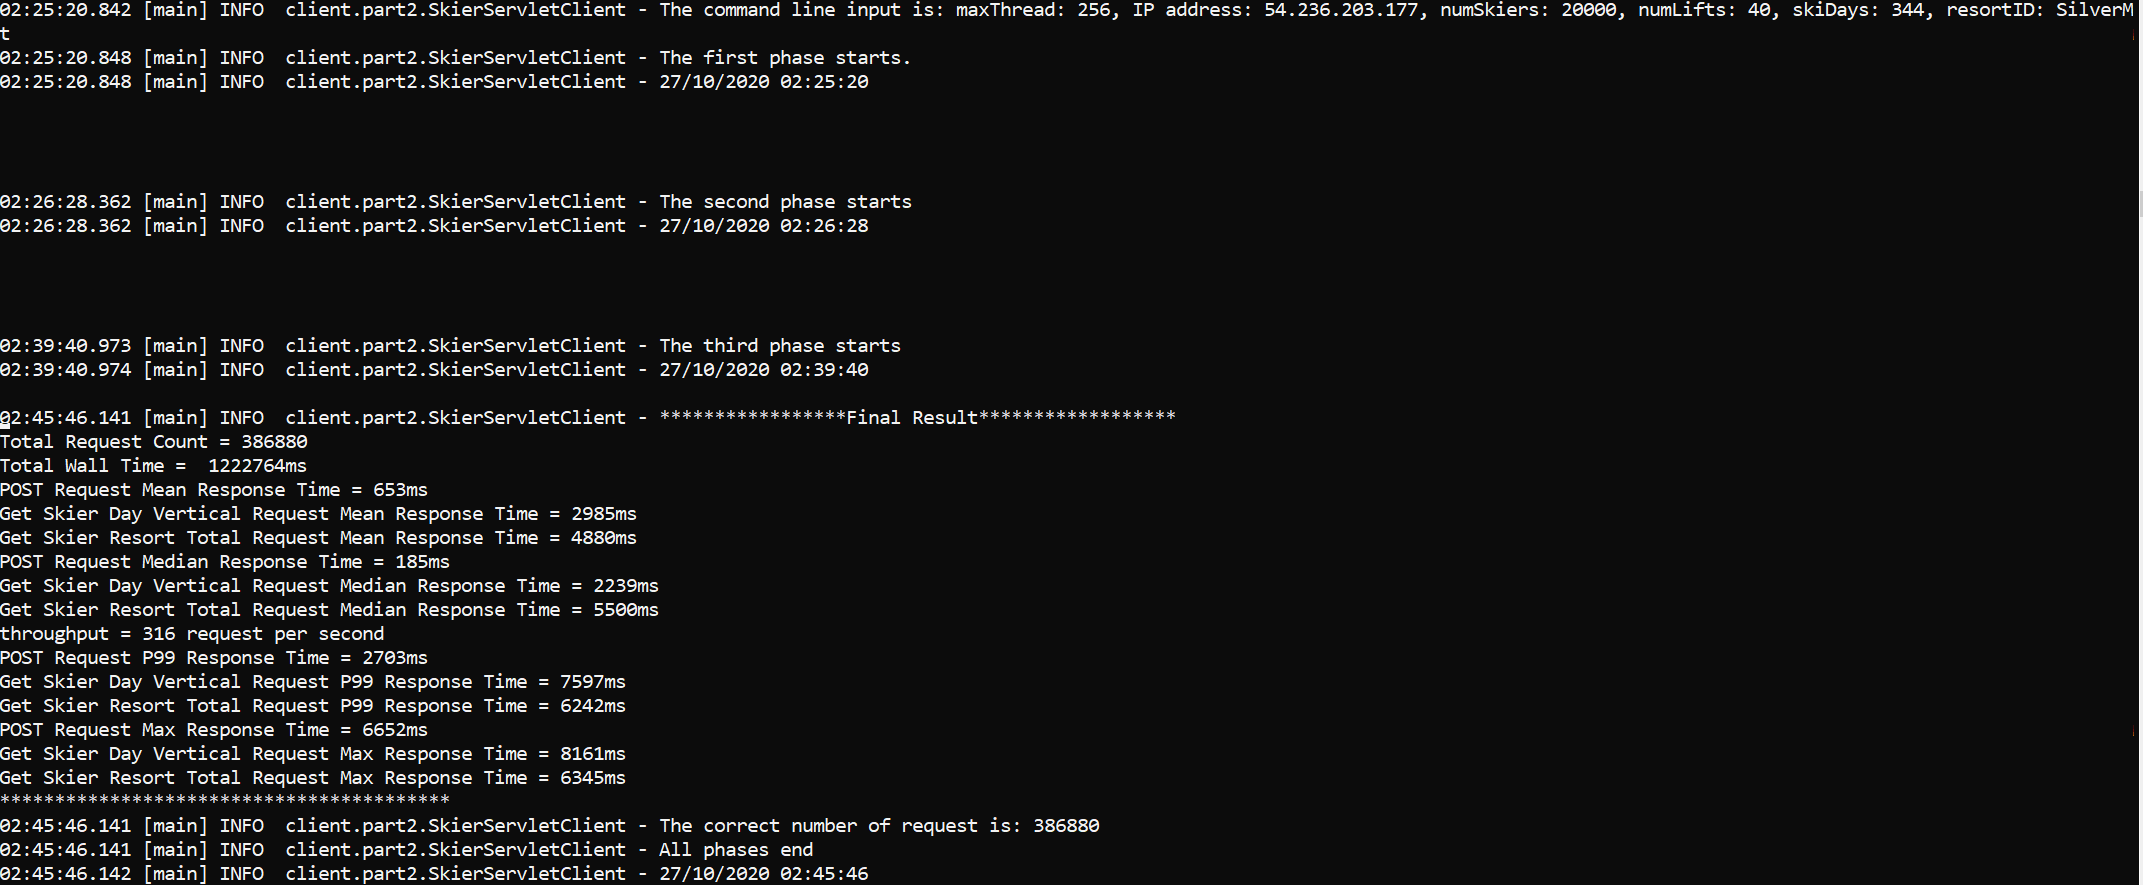 02:25:20.842 [main] INFO  client.part2.SkierServletClient - The command line input is: maxThread: 256, IP address: 54.236.203.177, numSkiers: 20000, numLifts: 40, skiDays: 344, resortID: SilverM
t
02:25:20.848 [main] INFO  client.part2.SkierServletClient - The first phase starts.
02:25:20.848 [main] INFO  client.part2.SkierServletClient - 27/10/2020 02:25:20
02:26:28.362 [main] INFO  client.part2.SkierServletClient - The second phase starts
02:26:28.362 [main] INFO  client.part2.SkierServletClient - 27/10/2020 02:26:28
02:39:40.973 [main] INFO  client.part2.SkierServletClient - The third phase starts
02:39:40.974 [main] INFO  client.part2.SkierServletClient - 27/10/2020 02:39:40
02:45:46.141 [main] INFO  client.part2.SkierServletClient - *****************Final Result******************
Total Request Count = 386880
Total Wall Time =  1222764ms
POST Request Mean Response Time = 653ms
Get Skier Day Vertical Request Mean Response Time = 2985ms
Get Skier Resort Total Request Mean Response Time = 4880ms
POST Request Median Response Time = 185ms
Get Skier Day Vertical Request Median Response Time = 2239ms
Get Skier Resort Total Request Median Response Time = 5500ms
throughput = 316 request per second
POST Request P99 Response Time = 2703ms
Get Skier Day Vertical Request P99 Response Time = 7597ms
Get Skier Resort Total Request P99 Response Time = 6242ms
POST Request Max Response Time = 6652ms
Get Skier Day Vertical Request Max Response Time = 8161ms
Get Skier Resort Total Request Max Response Time = 6345ms
*****************************************
02:45:46.141 [main] INFO  client.part2.SkierServletClient - The correct number of request is: 386880
02:45:46.141 [main] INFO  client.part2.SkierServletClient - All phases end
02:45:46.142 [main] INFO  client.part2.SkierServletClient - 27/10/2020 02:45:46